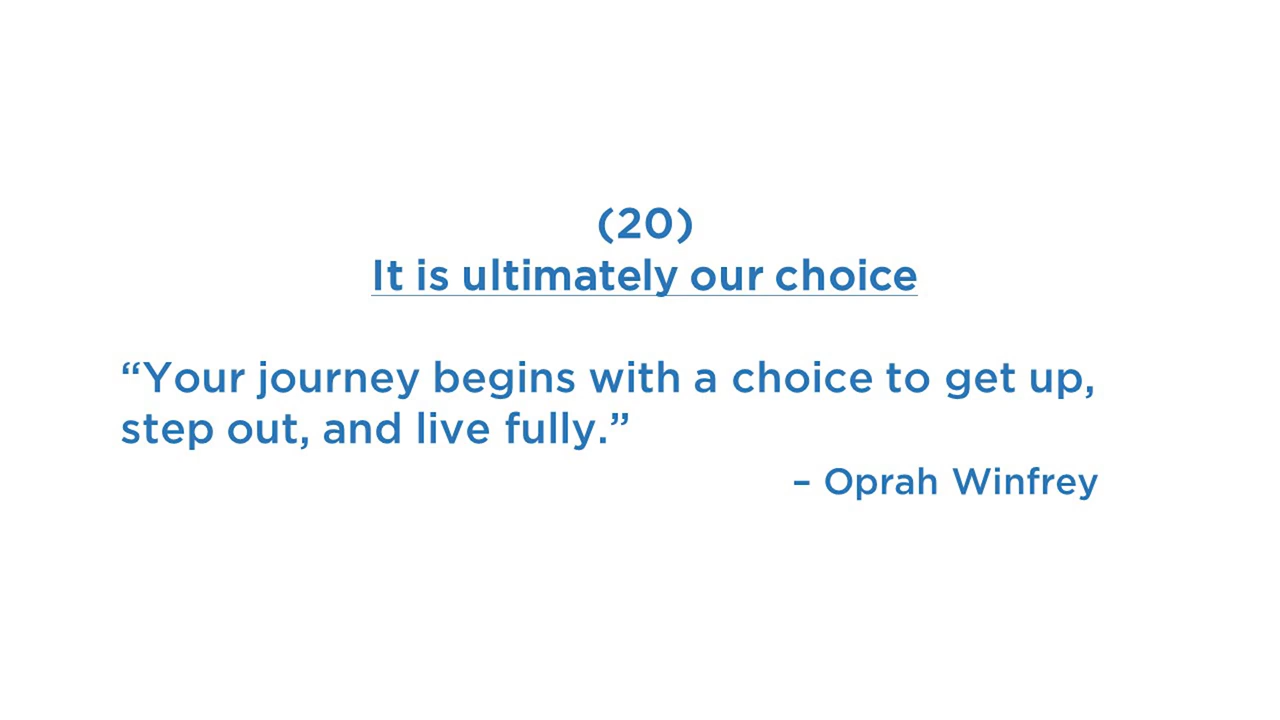 (20)
It is ultimately our choice
“Your journey begins with a choice to get up,
step out, and live fully.”
– Oprah Winfrey